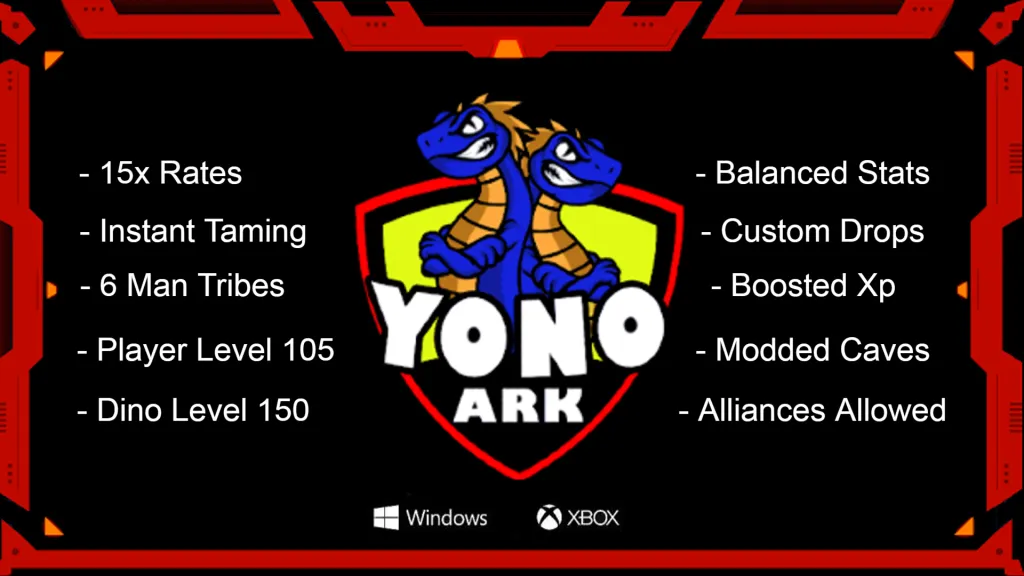 - 15x Rates
- Instant Taming
- 6 Man Tribes
- Player Level 105
- Dino Level 150
YONO
ARK
- Balanced Stats
- Custom Drops
- Boosted Xp
- Modded Caves
- Alliances Allowed
Windows
XBOX